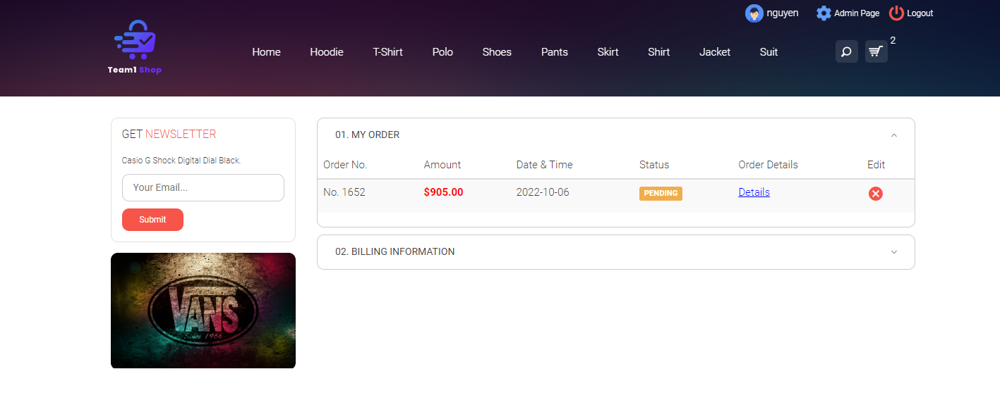 nguyen
Admin Page
Logout
Team1 Shop
Home Hoodie T-Shirt Polo Shoes Pants Skirt Shirt Jacket Suit
2
GET NEWSLETTER
Casio G Shock Digital Dial Black.
Your Email...
Submit
VANS
Since 1966
01. MY ORDER
Order No. Amount Date & Time Status Order Details Edit
No. 1652 $905.00 2022-10-06 PENDING Details
02. BILLING INFORMATION